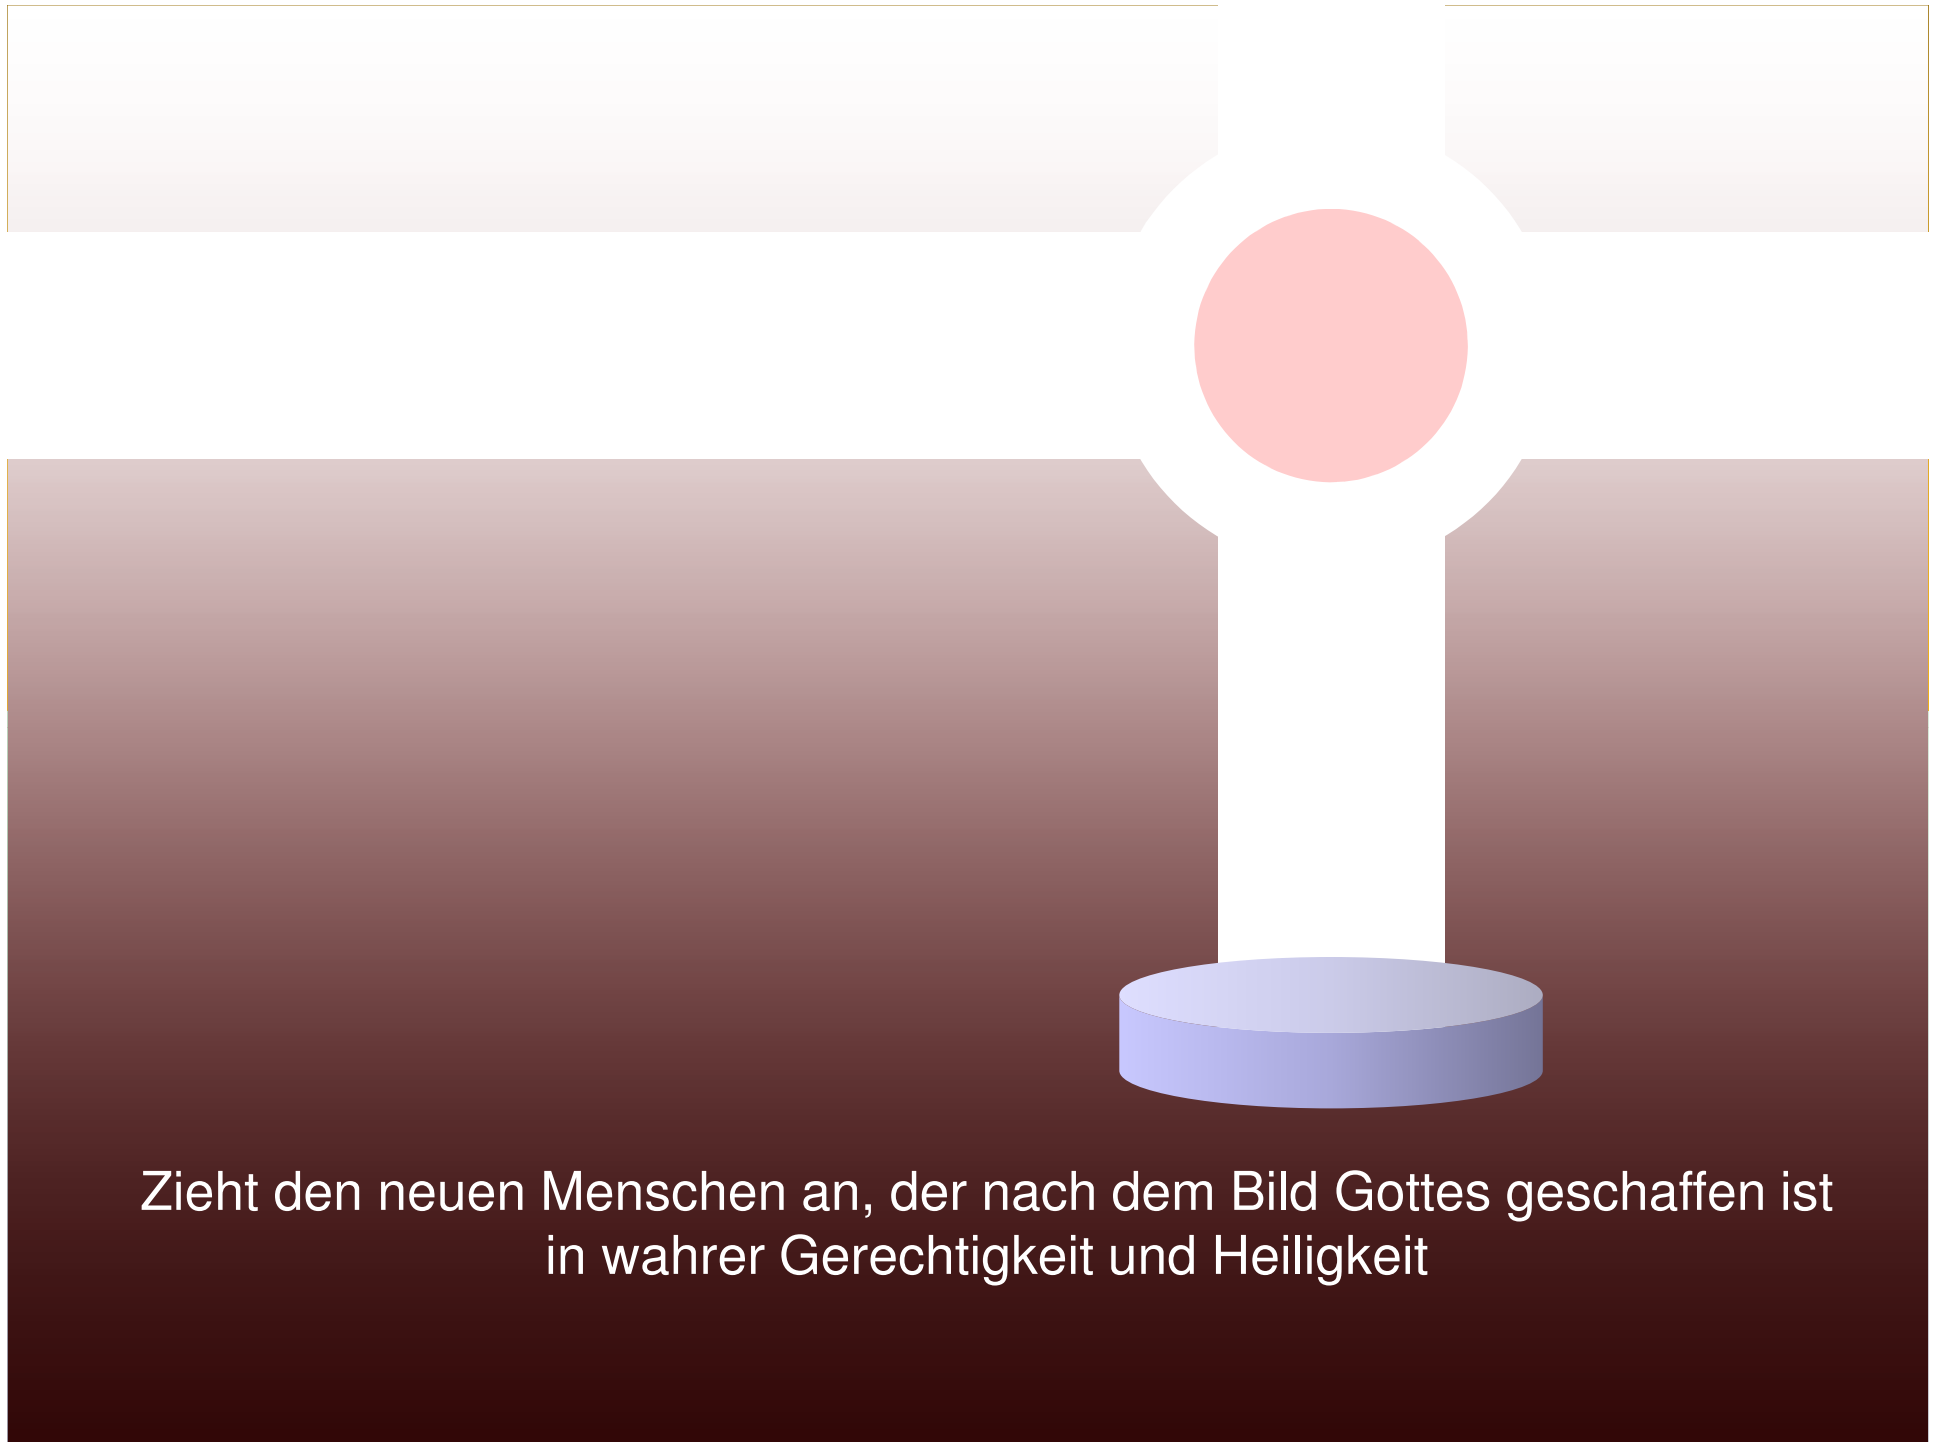 Zieht den neuen Menschen an, der nach dem Bild Gottes geschaffen ist
in wahrer Gerechtigkeit und Heiligkeit